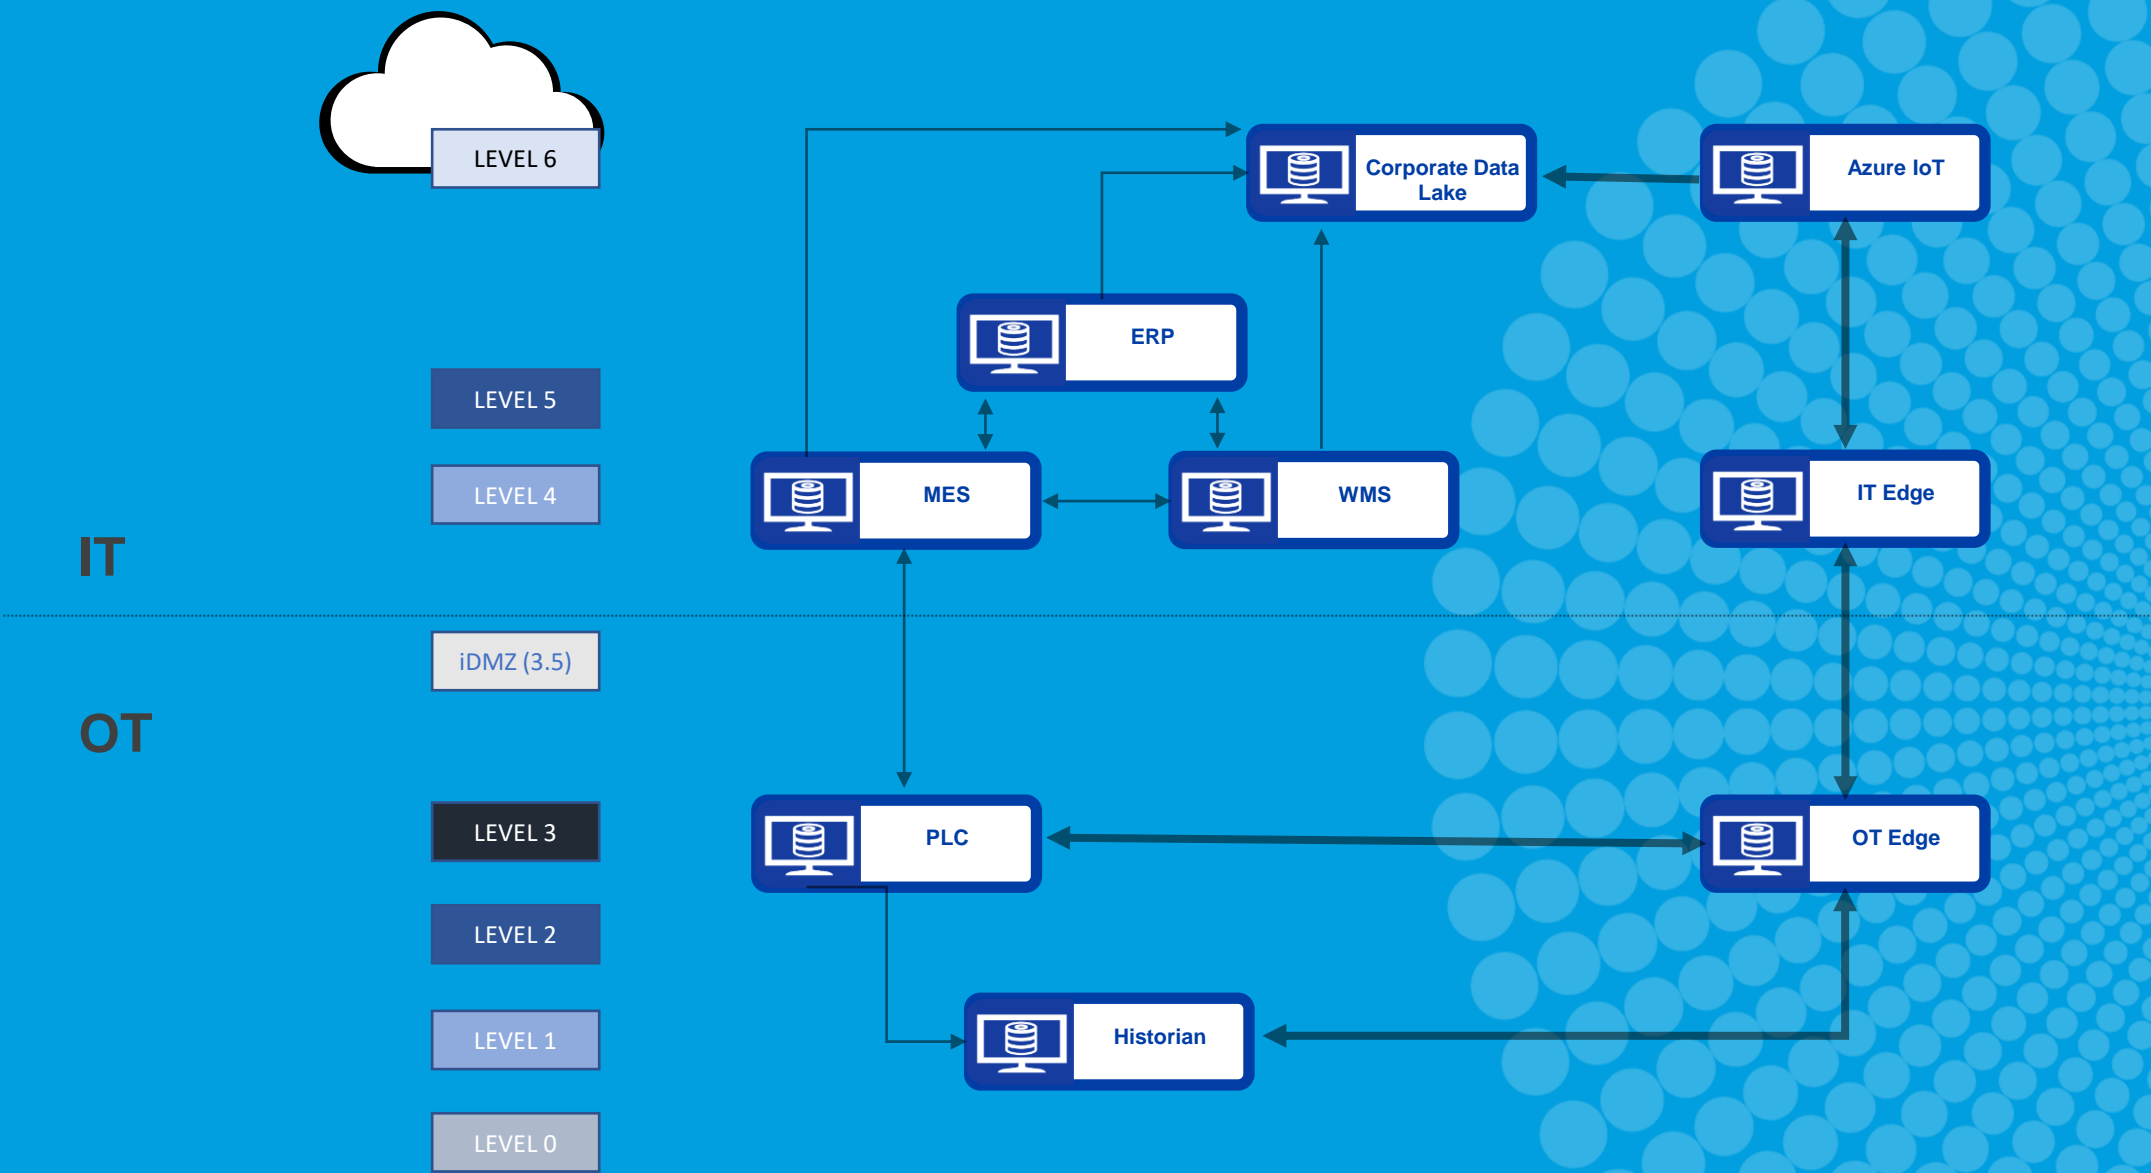 LEVEL 6
Corporate Data
Lake
Azure IoT
ERP
LEVEL 5
LEVEL 4
MES
WMS
IT Edge
IT
iDMZ (3.5)
OT
LEVEL 3
PLC
OT Edge
LEVEL 2
LEVEL 1
Historian
LEVEL 0